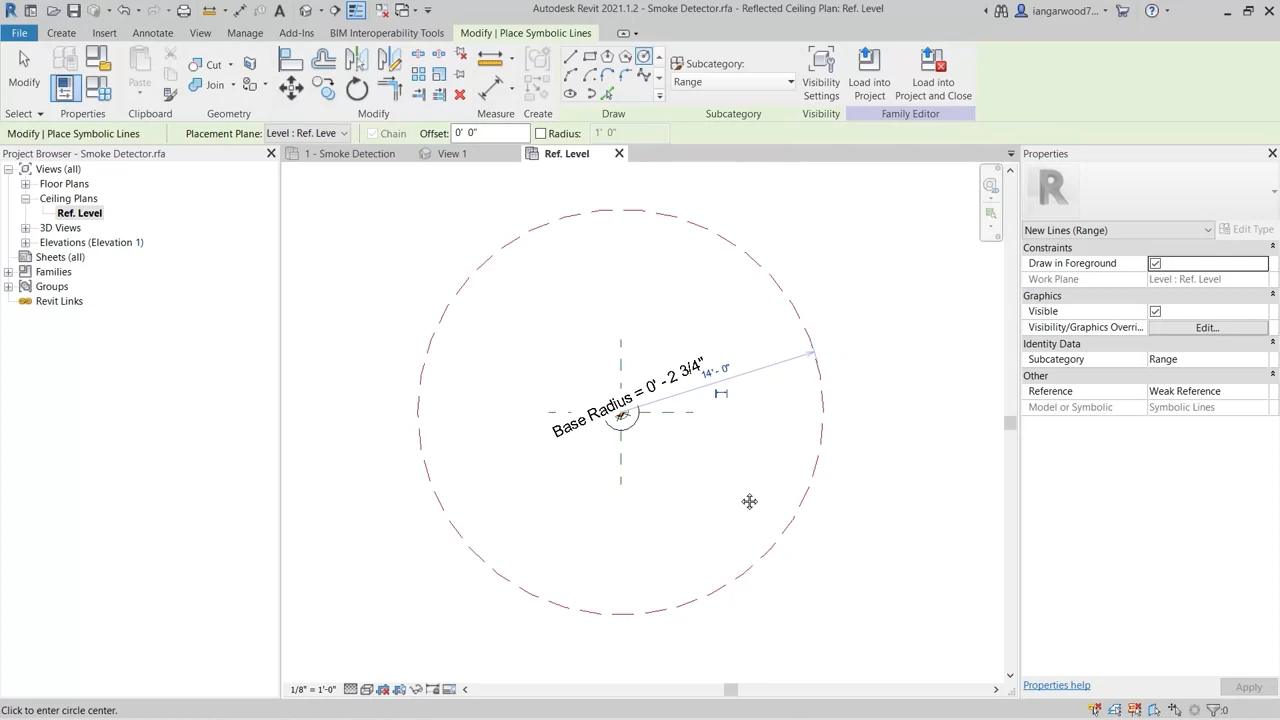 Autodesk Revit 2021.1.2 - Smoke Detector.rfa - Reflected Ceiling Plan: Ref. Level
iangarwood7...
File Create Insert Annotate View Manage Add-Ins BIM Interoperability Tools Modify | Place Symbolic Lines
Modify
Paste
Cut
Join
Subcategory:
Range
Visibility
Settings
Load into
Project
Load into
Project and Close
Select Properties Clipboard Geometry Modify Measure Create Draw Subcategory Visibility Family Editor
Modify | Place Symbolic Lines Placement Plane: Level : Ref. Leve Chain Offset: 0' 0" Radius: 1' 0"
Project Browser - Smoke Detector.rfa
1 - Smoke Detection View 1 Ref. Level
Properties
Views (all)
Floor Plans
Ceiling Plans
Ref. Level
3D Views
Elevations (Elevation 1)
Sheets (all)
Families
Groups
Revit Links
Base Radius = 0' - 2 3/4"
14' - 0"
R
New Lines (Range) Edit Type
Constraints
Draw in Foreground
Work Plane Level : Ref. Level
Graphics
Visible
Visibility/Graphics Overri... Edit...
Identity Data
Subcategory Range
Other
Reference Weak Reference
Model or Symbolic Symbolic Lines
Properties help Apply
1/8" = 1'-0"
Click to enter circle center.
:0